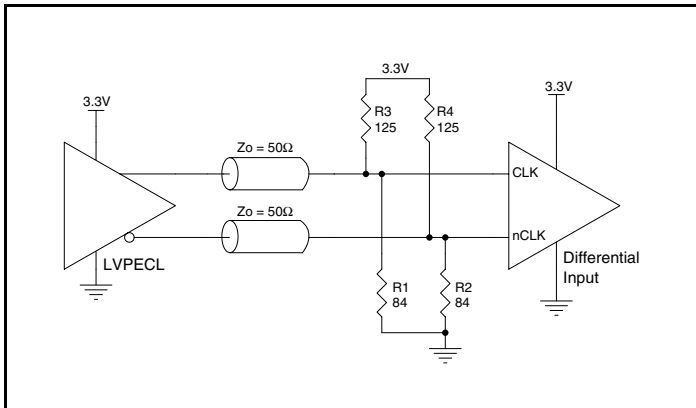 3.3V
3.3V
3.3V
R3
125
R4
125
Zo = 50Ω
CLK
Zo = 50Ω
nCLK
LVPECL
Differential
Input
R1
84
R2
84